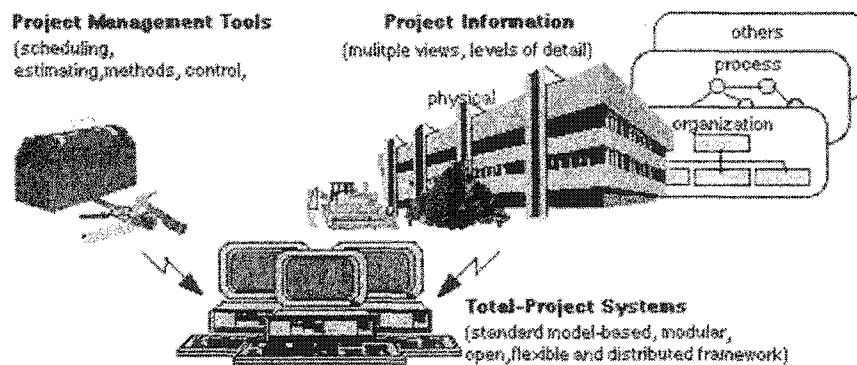 Project Management Tools
(scheduling,
estimating,methods, control,
Project Information
(mulitple views, levels of detail)
others
process
physical
organization
Total-Project Systems
(standard model-based, modular,
open,flexible and distributed framework)